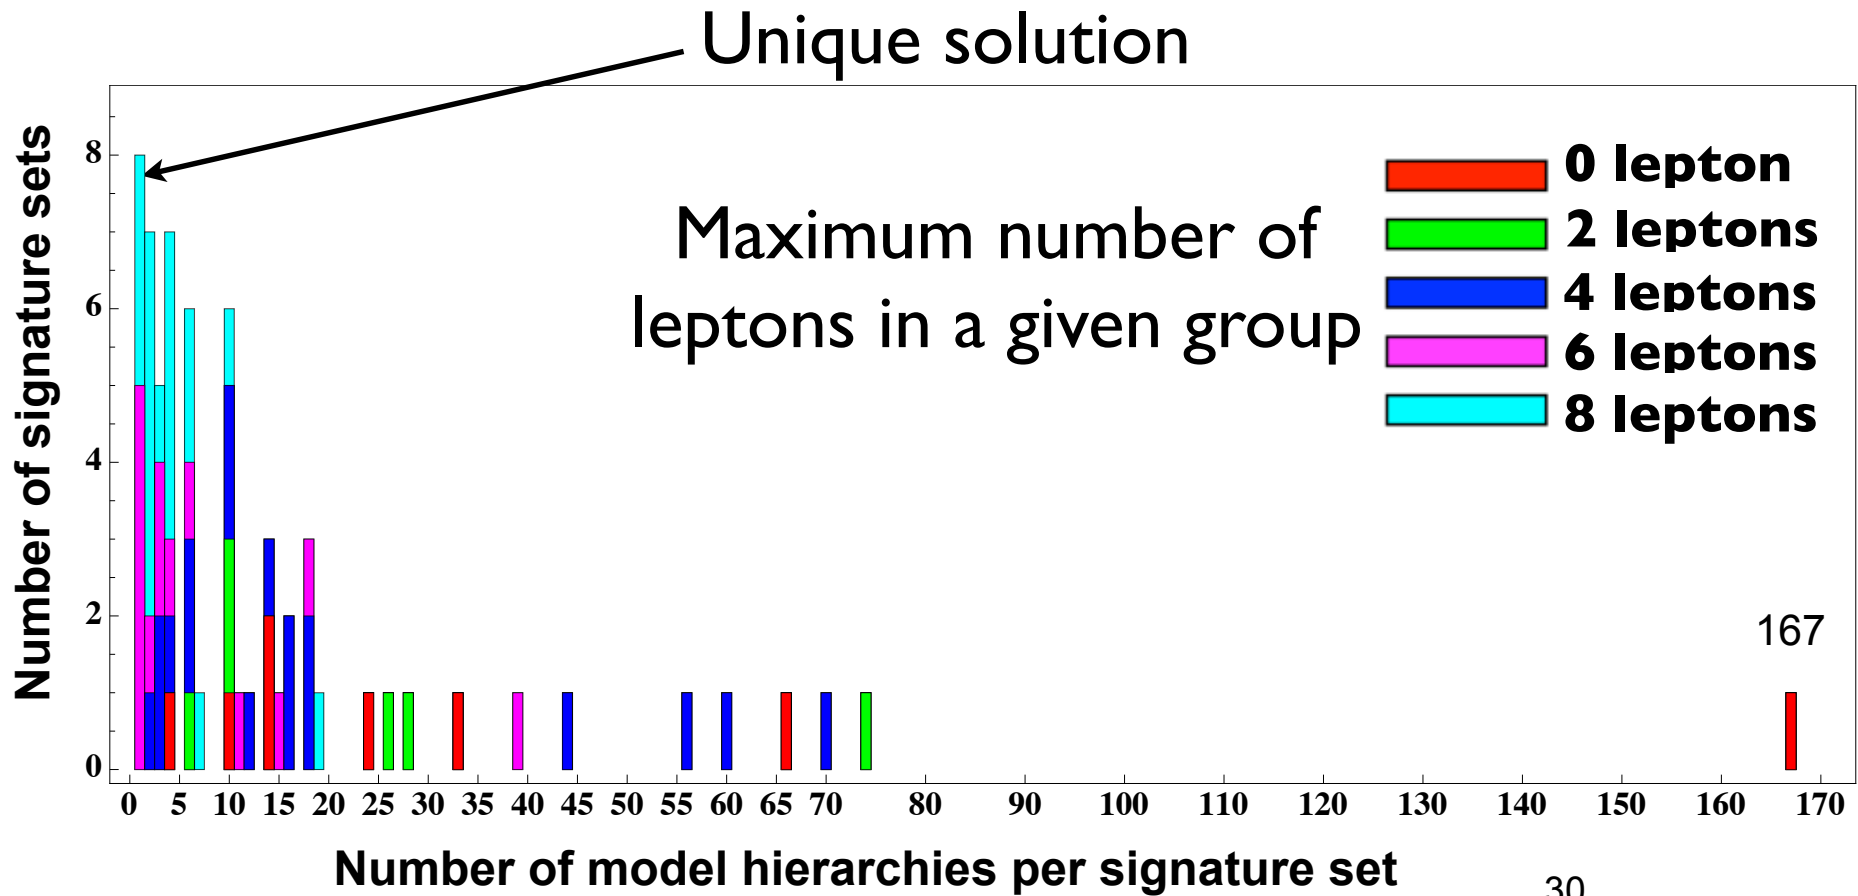 Unique solution
Number of signature sets
8
6
4
2
0
Maximum number of
leptons in a given group
0 lepton
2 leptons
4 leptons
6 leptons
8 leptons
167
0 5 10 15 20 25 30 35 40 45 50 55 60 65 70 80 90 100 110 120 130 140 150 160 170
Number of model hierarchies per signature set
30